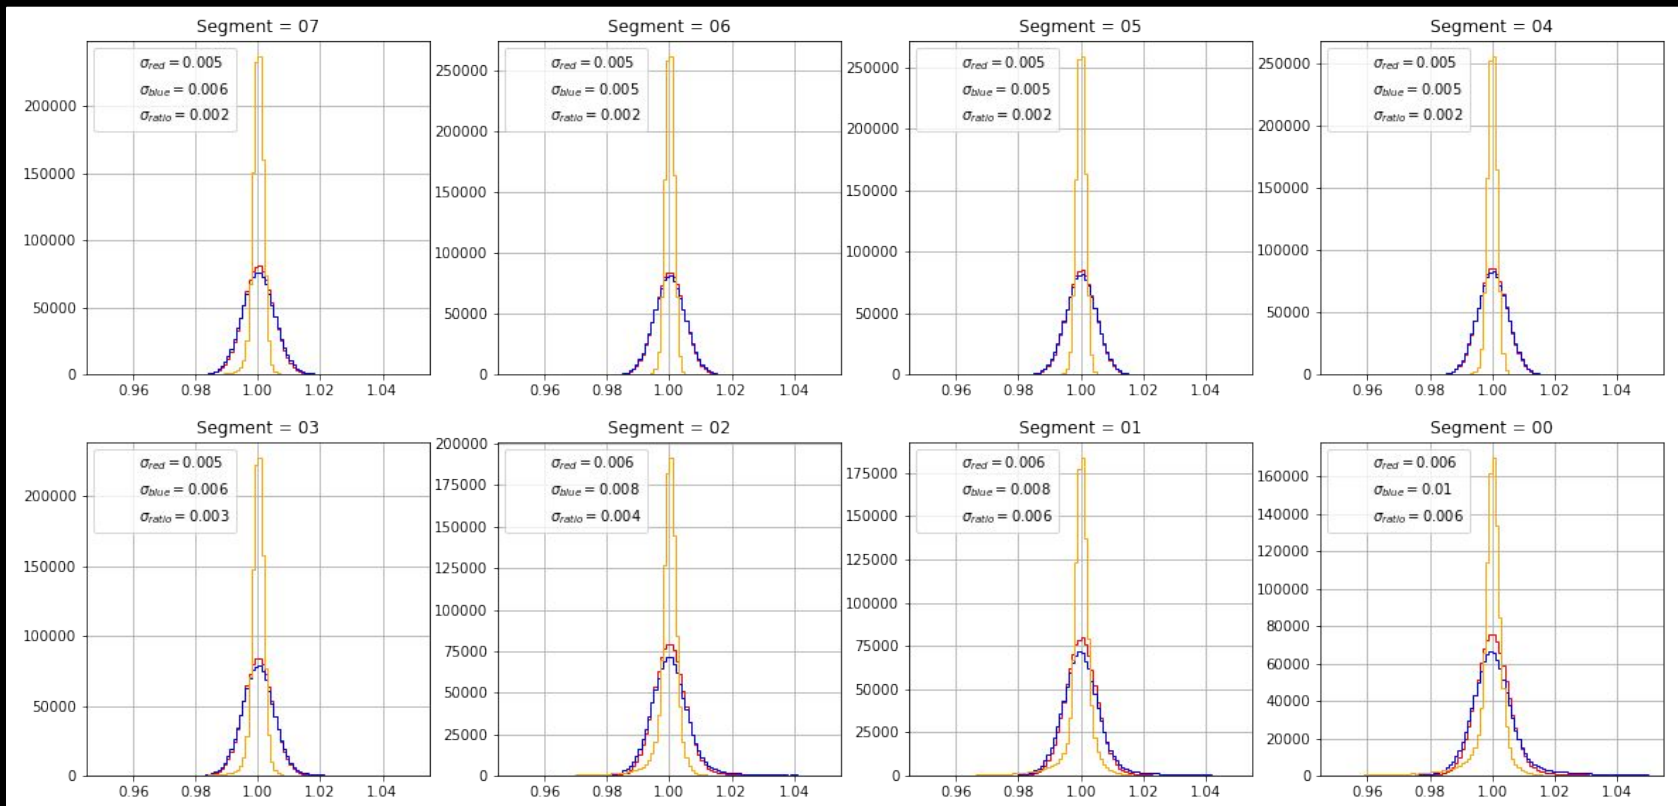 Segment = 07
σred = 0.005
σblue = 0.006
σratio = 0.002
200000
150000
100000
50000
0
0.96 0.98 1.00 1.02 1.04
Segment = 06
σred = 0.005
σblue = 0.005
σratio = 0.002
250000
200000
150000
100000
50000
0
0.96 0.98 1.00 1.02 1.04
Segment = 05
σred = 0.005
σblue = 0.005
σratio = 0.002
250000
200000
150000
100000
50000
0
0.96 0.98 1.00 1.02 1.04
Segment = 04
σred = 0.005
σblue = 0.005
σratio = 0.002
250000
200000
150000
100000
50000
0
0.96 0.98 1.00 1.02 1.04
Segment = 03
σred = 0.005
σblue = 0.006
σratio = 0.003
200000
150000
100000
50000
0
0.96 0.98 1.00 1.02 1.04
Segment = 02
σred = 0.006
σblue = 0.008
σratio = 0.004
200000
175000
150000
125000
100000
75000
50000
25000
0
0.96 0.98 1.00 1.02 1.04
Segment = 01
σred = 0.006
σblue = 0.008
σratio = 0.006
175000
150000
125000
100000
75000
50000
25000
0
0.96 0.98 1.00 1.02 1.04
Segment = 00
σred = 0.006
σblue = 0.01
σratio = 0.006
160000
140000
120000
100000
80000
60000
40000
20000
0
0.96 0.98 1.00 1.02 1.04